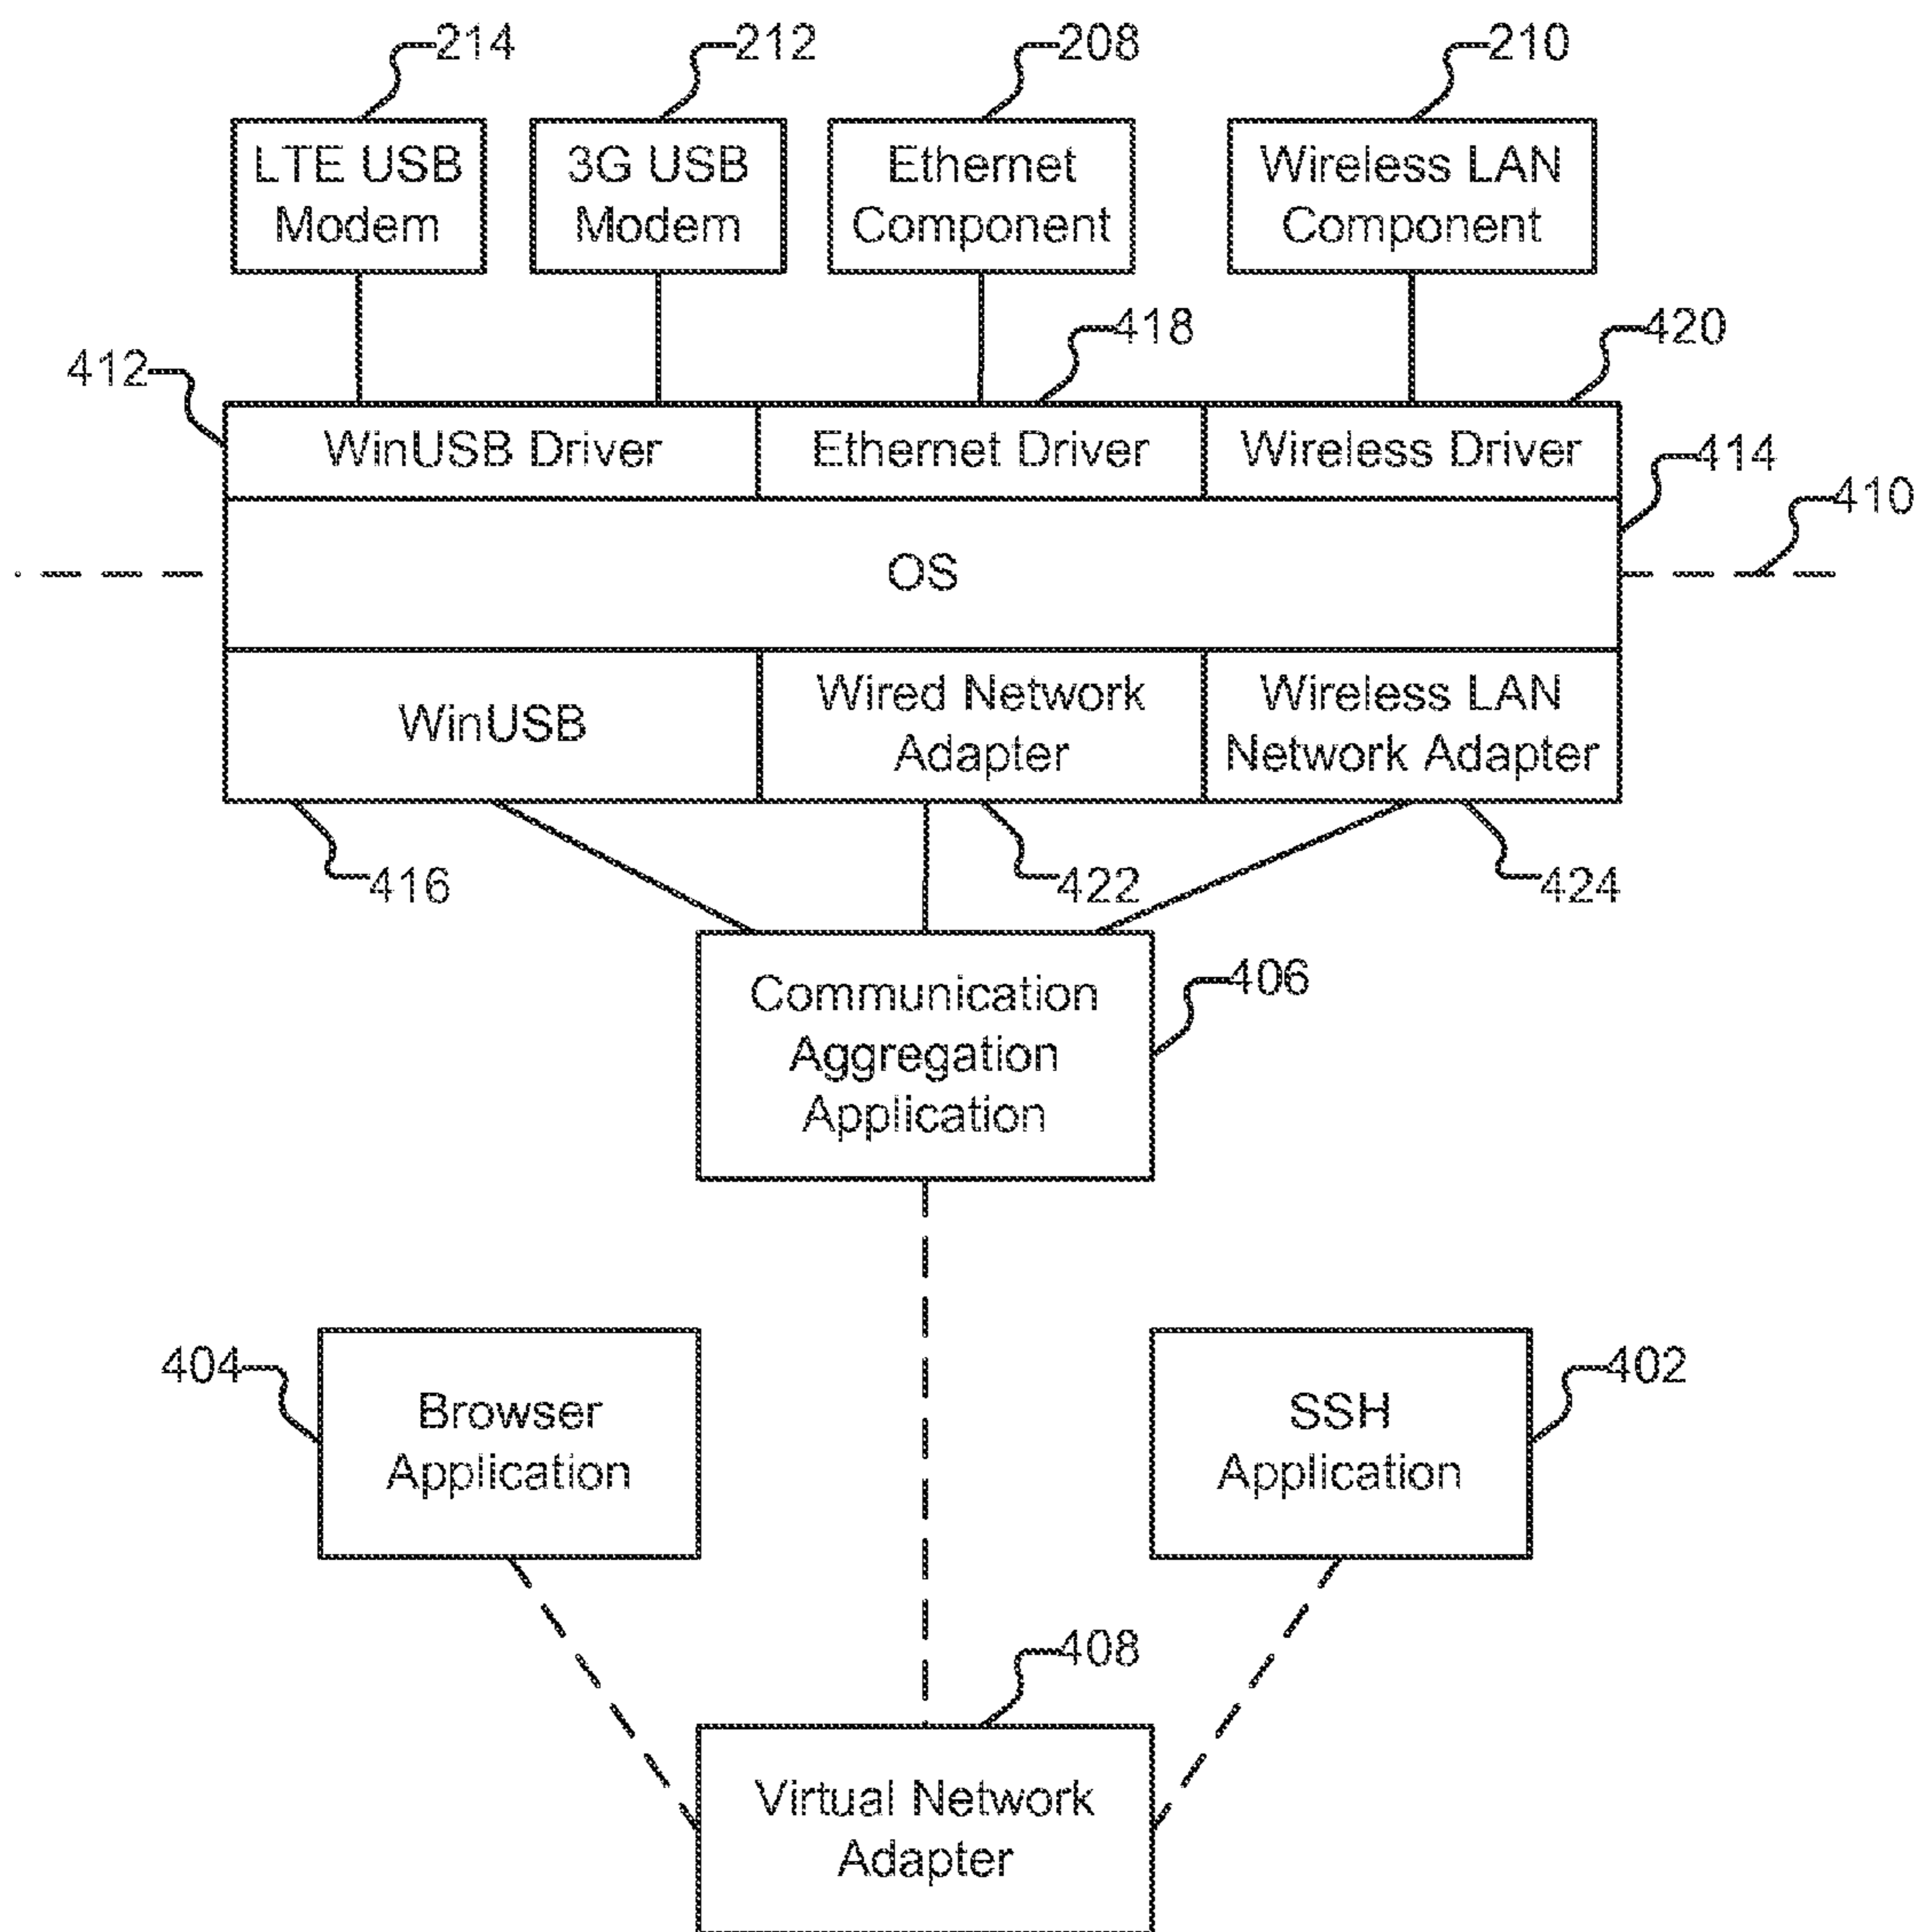 214
212
208
210
LTE USB
Modem
3G USB
Modem
Ethernet
Component
Wireless LAN
Component
418
420
412
WinUSB Driver
Ethernet Driver
Wireless Driver
414
410
OS
WinUSB
Wired Network
Adapter
Wireless LAN
Network Adapter
416
422
424
Communication
Aggregation
Application
406
404
Browser
Application
SSH
Application
402
408
Virtual Network
Adapter